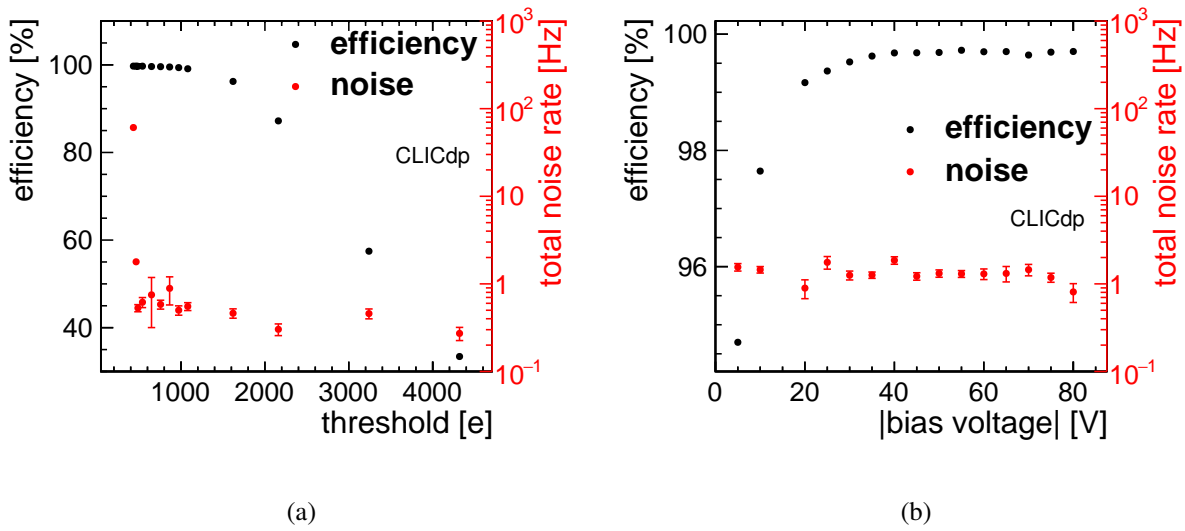 efficiency [%]
100
80
60
40
efficiency
noise
CLICdp
10³
10²
10
1
10⁻¹
total noise rate [Hz]
1000 2000 3000 4000
threshold [e]
(a)
efficiency [%]
100
98
96
efficiency
noise
CLICdp
10³
10²
10
1
10⁻¹
total noise rate [Hz]
0 20 40 60 80
|bias voltage| [V]
(b)